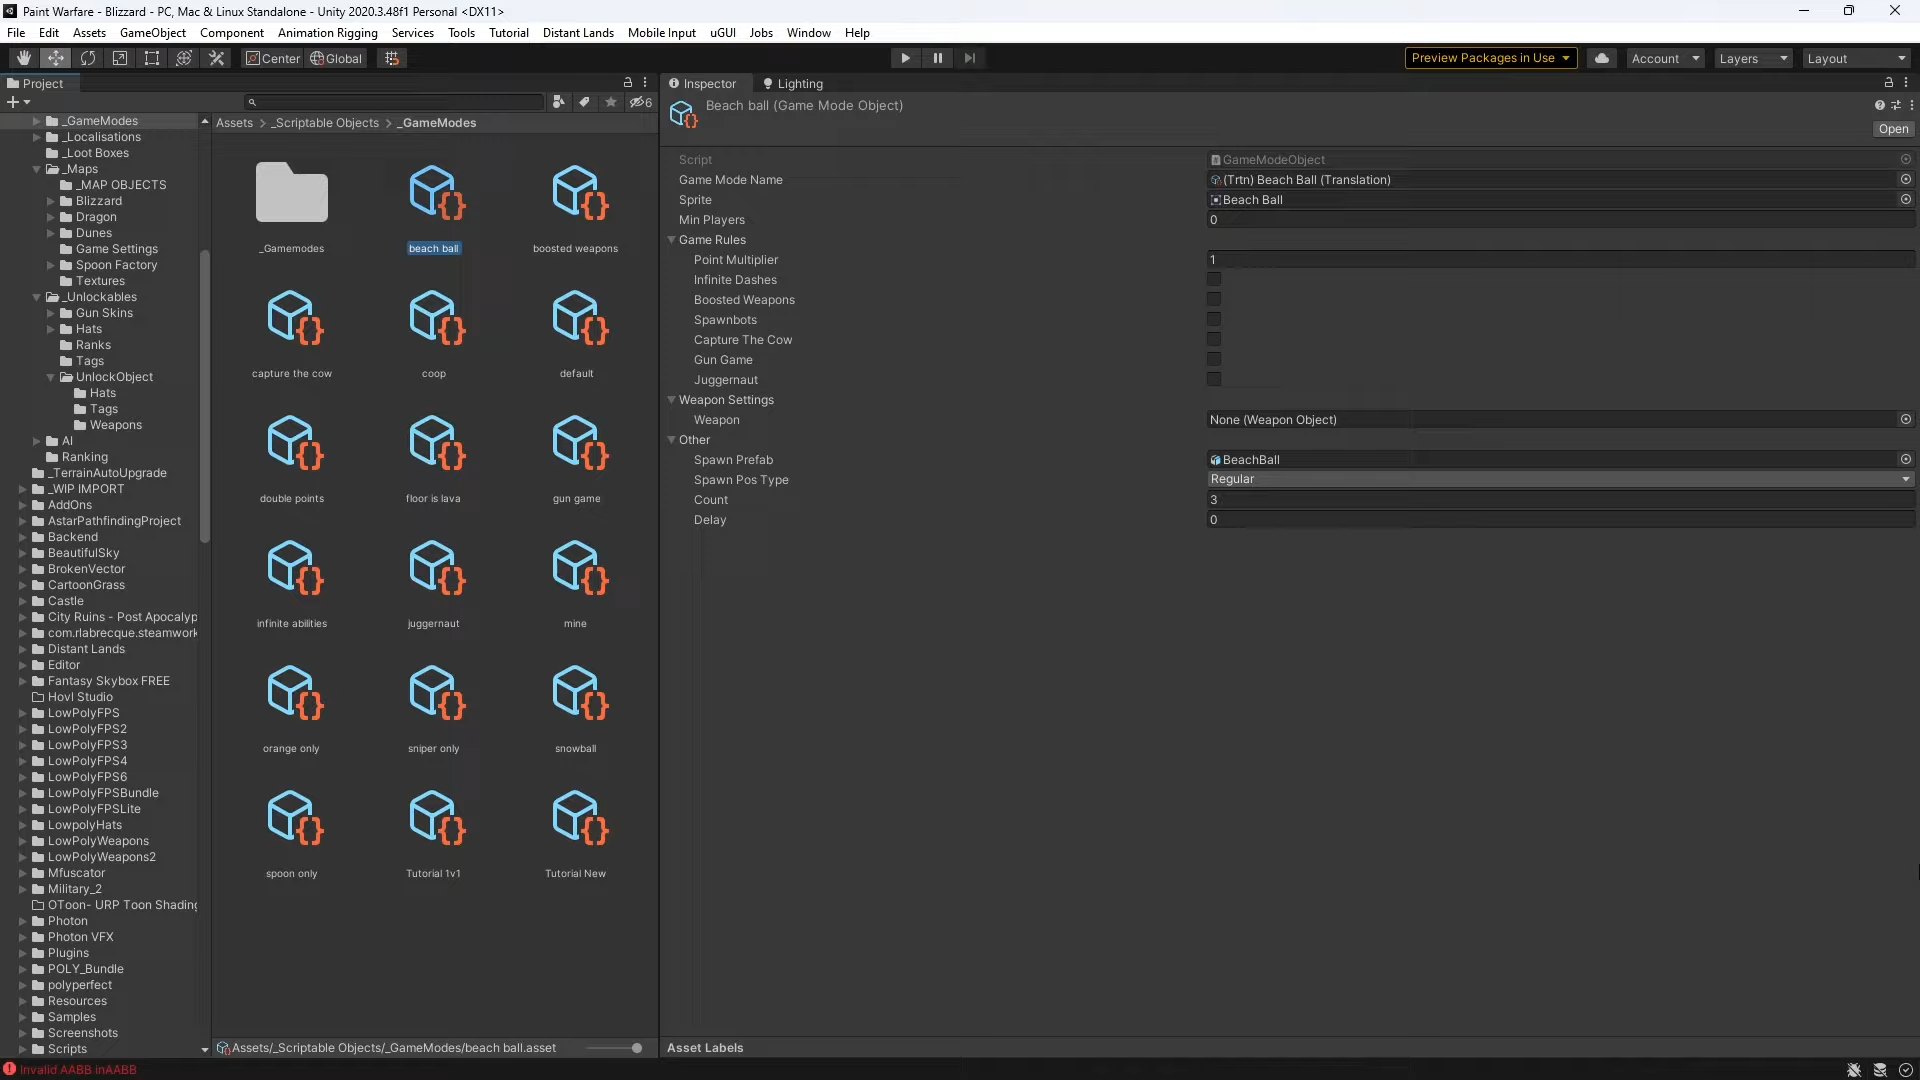 Paint Warfare - Blizzard - PC, Mac & Linux Standalone - Unity 2020.3.48f1 Personal <DX11>
File Edit Assets GameObject Component Animation Rigging Services Tools Tutorial Distant Lands Mobile Input uGUI Jobs Window Help
Center Global
Preview Packages in Use Account Layers Layout
Project
6
_GameModes
_Localisations
_Loot Boxes
_Maps
_MAP OBJECTS
Blizzard
Dragon
Dunes
Game Settings
Spoon Factory
Textures
_Unlockables
Gun Skins
Hats
Ranks
Tags
UnlockObject
Hats
Tags
Weapons
AI
Ranking
_TerrainAutoUpgrade
_WIP IMPORT
AddOns
AstarPathfindingProject
Backend
BeautifulSky
BrokenVector
CartoonGrass
Castle
City Ruins - Post Apocalyp
com.rlabrecque.steamwork
Distant Lands
Editor
Fantasy Skybox FREE
Hovl Studio
LowPolyFPS
LowPolyFPS2
LowPolyFPS3
LowPolyFPS4
LowPolyFPS6
LowPolyFPSBundle
LowPolyFPSLite
LowpolyHats
LowPolyWeapons
LowPolyWeapons2
Mfuscator
Military_2
OToon- URP Toon Shading
Photon
Photon VFX
Plugins
POLY_Bundle
polyperfect
Resources
Samples
Screenshots
Scripts
Assets > _Scriptable Objects > _GameModes
_Gamemodes beach ball boosted weapons
capture the cow coop default
double points floor is lava gun game
infinite abilities juggernaut mine
orange only sniper only snowball
spoon only Tutorial 1v1 Tutorial New
Assets/_Scriptable Objects/_GameModes/beach ball.asset
Inspector Lighting
Beach ball (Game Mode Object)
Open
Script GameModeObject
Game Mode Name (Trtn) Beach Ball (Translation)
Sprite Beach Ball
Min Players 0
Game Rules
Point Multiplier 1
Infinite Dashes
Boosted Weapons
Spawnbots
Capture The Cow
Gun Game
Juggernaut
Weapon Settings
Weapon None (Weapon Object)
Other
Spawn Prefab BeachBall
Spawn Pos Type Regular
Count 3
Delay 0
Asset Labels
Invalid AABB inAABB